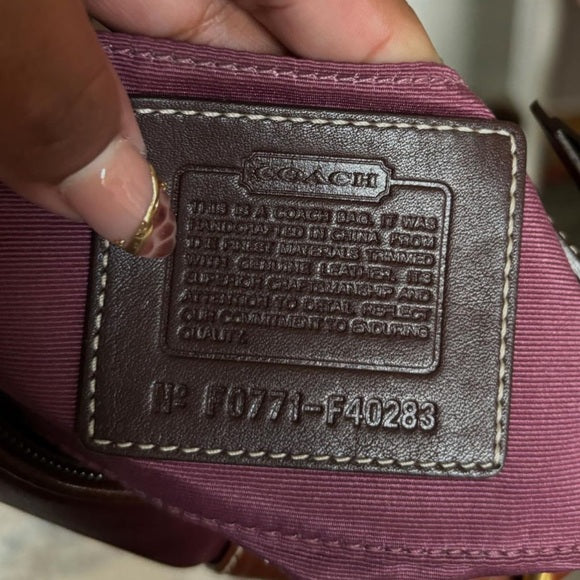 COACH
THIS IS A COACH BAG. IT WAS
HANDCRAFTED IN CHINA FROM
THE FINEST MATERIALS TRIMMED
WITH GENUINE LEATHER. ITS
SUPERIOR CRAFTSMANSHIP AND
ATTENTION TO DETAIL REFLECT
OUR COMMITMENT TO ENDURING
QUALITY.
Nº F0771-F40283